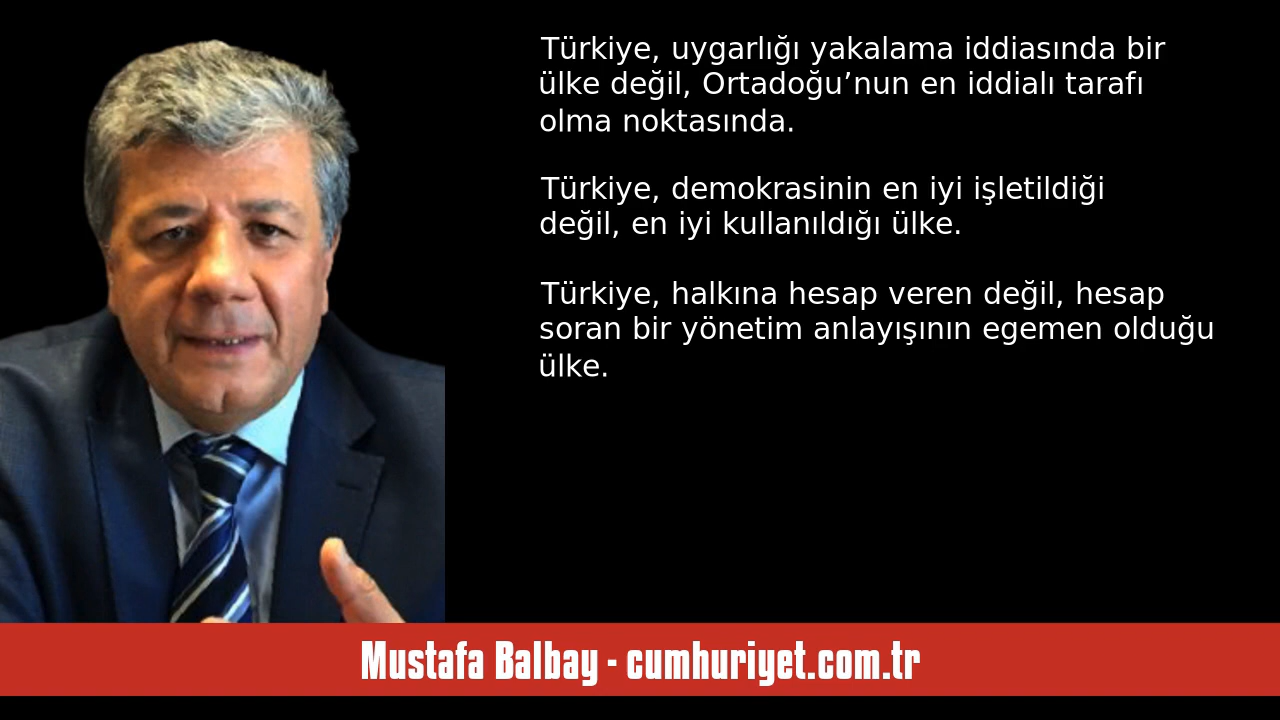 Türkiye, uygarlığı yakalama iddiasında bir
ülke değil, Ortadoğu’nun en iddialı tarafı
olma noktasında.
Türkiye, demokrasinin en iyi işletildiği
değil, en iyi kullanıldığı ülke.
Türkiye, halkına hesap veren değil, hesap
soran bir yönetim anlayışının egemen olduğu
ülke.
Mustafa Balbay - cumhuriyet.com.tr